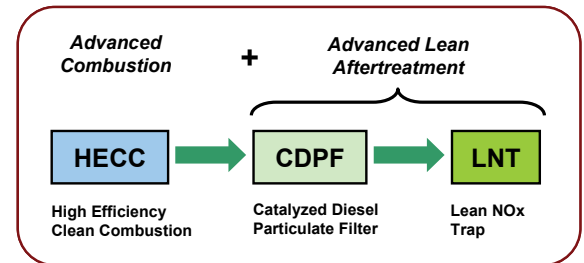 Advanced
Combustion
+
Advanced Lean
Aftertreatment
HECC
CDPF
LNT
High Efficiency
Clean Combustion
Catalyzed Diesel
Particulate Filter
Lean NOx
Trap